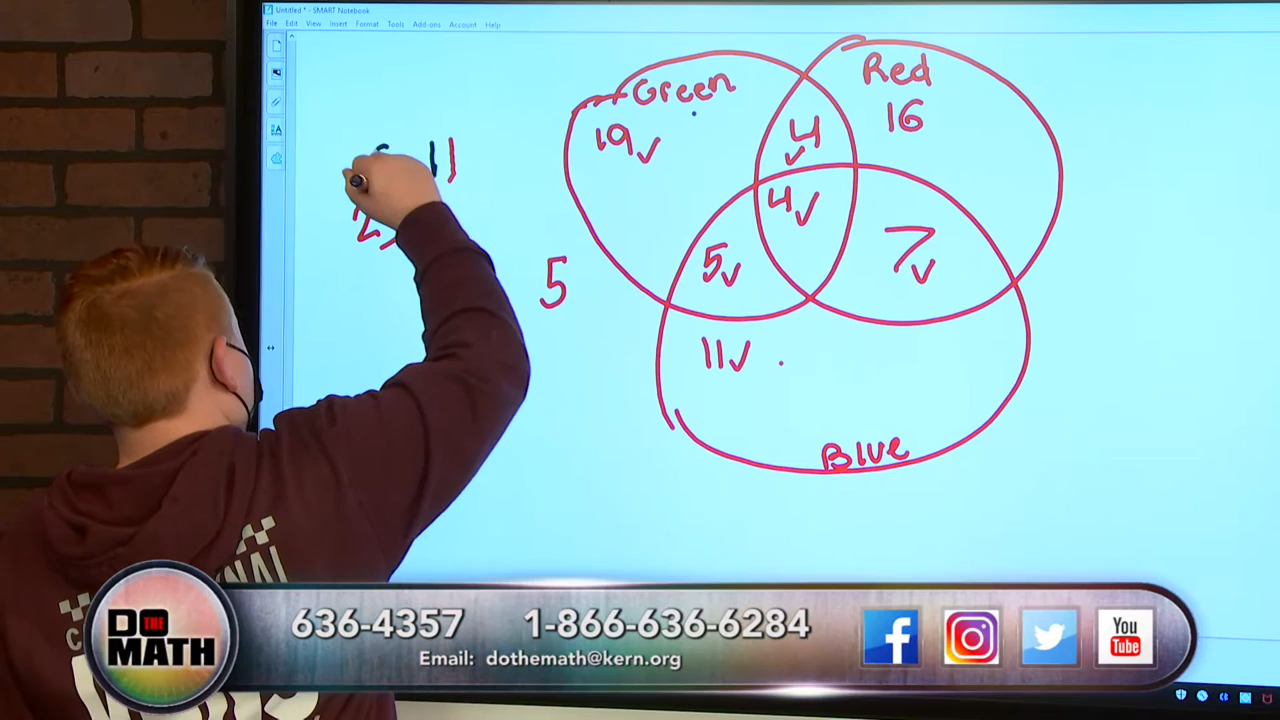 Untitled * - SMART Notebook
File Edit View Insert Format Tools Add-ons Account Help
Green
Red
19✓
4
✓
16
11
4✓
5✓
7
✓
5
11✓
Blue
DO THE MATH
636-4357 1-866-636-6284
Email: dothemath@kern.org
You
Tube